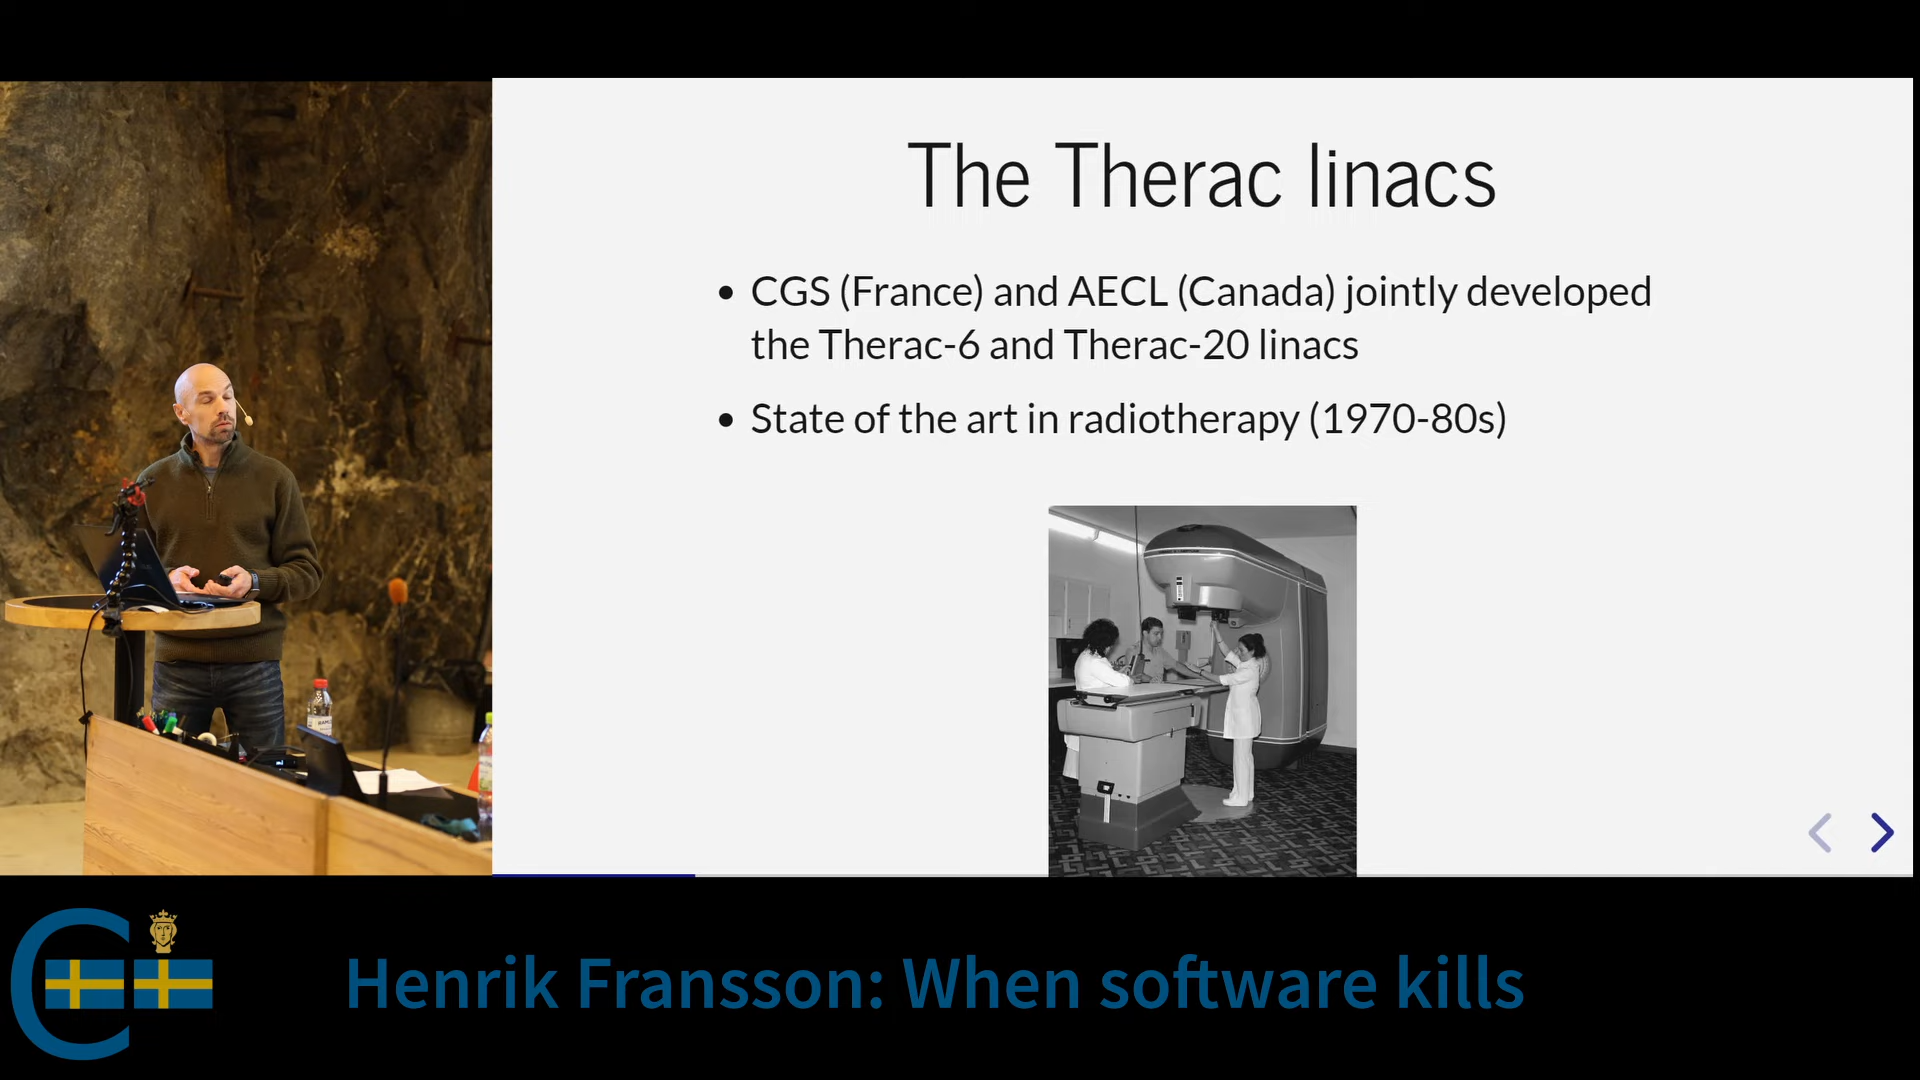 The Therac linacs
• CGS (France) and AECL (Canada) jointly developed
the Therac-6 and Therac-20 linacs
• State of the art in radiotherapy (1970-80s)
Henrik Fransson: When software kills